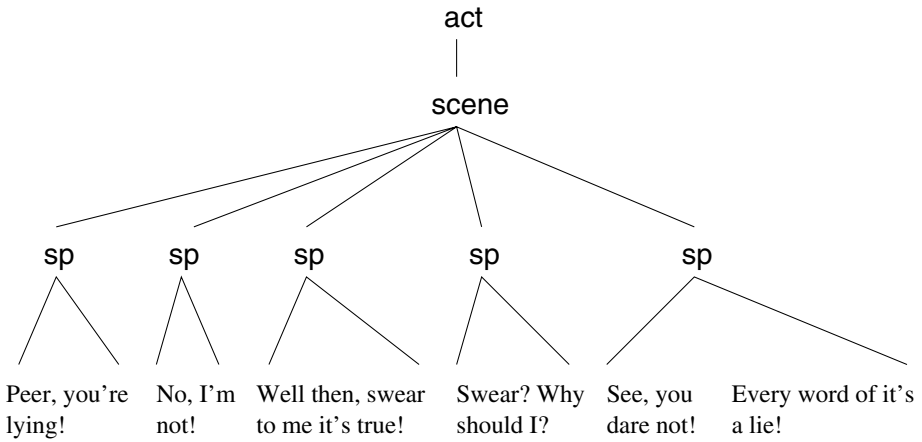 act
scene
sp sp sp sp sp
Peer, you're No, I'm Well then, swear Swear? Why See, you Every word of it's
lying! not! to me it's true! should I? dare not! a lie!